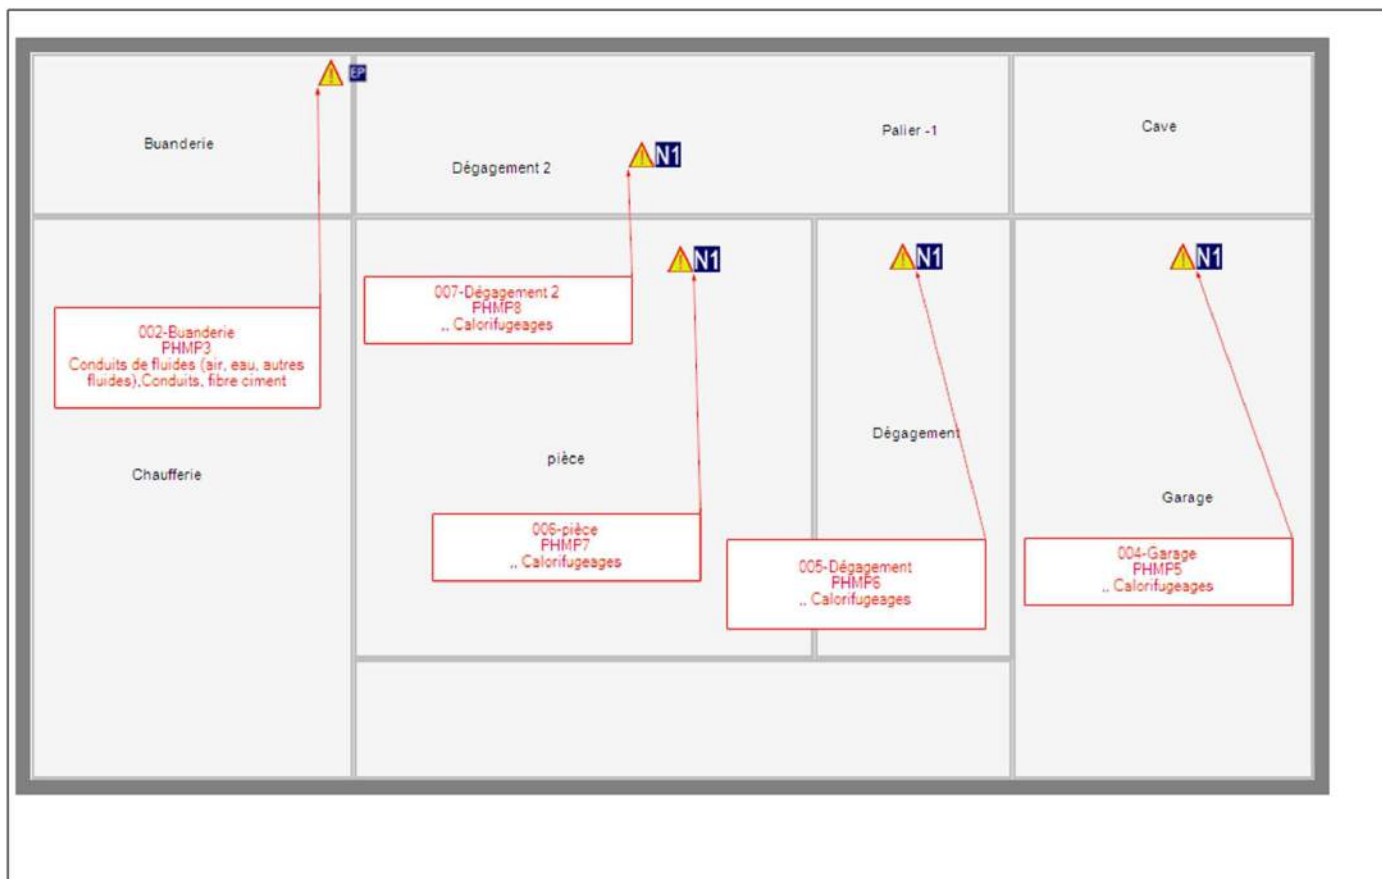 EP
Buanderie
Palier -1
Cave
Dégagement 2
N1
N1
N1
N1
007-Dégagement 2
PHMP8
,, Calorifugeages
002-Buanderie
PHMP3
Conduits de fluides (air, eau, autres
fluides),Conduits, fibre ciment
Dégagement
pièce
Chaufferie
Garage
006-pièce
PHMP7
,, Calorifugeages
005-Dégagement
PHMP6
,, Calorifugeages
004-Garage
PHMP5
,, Calorifugeages